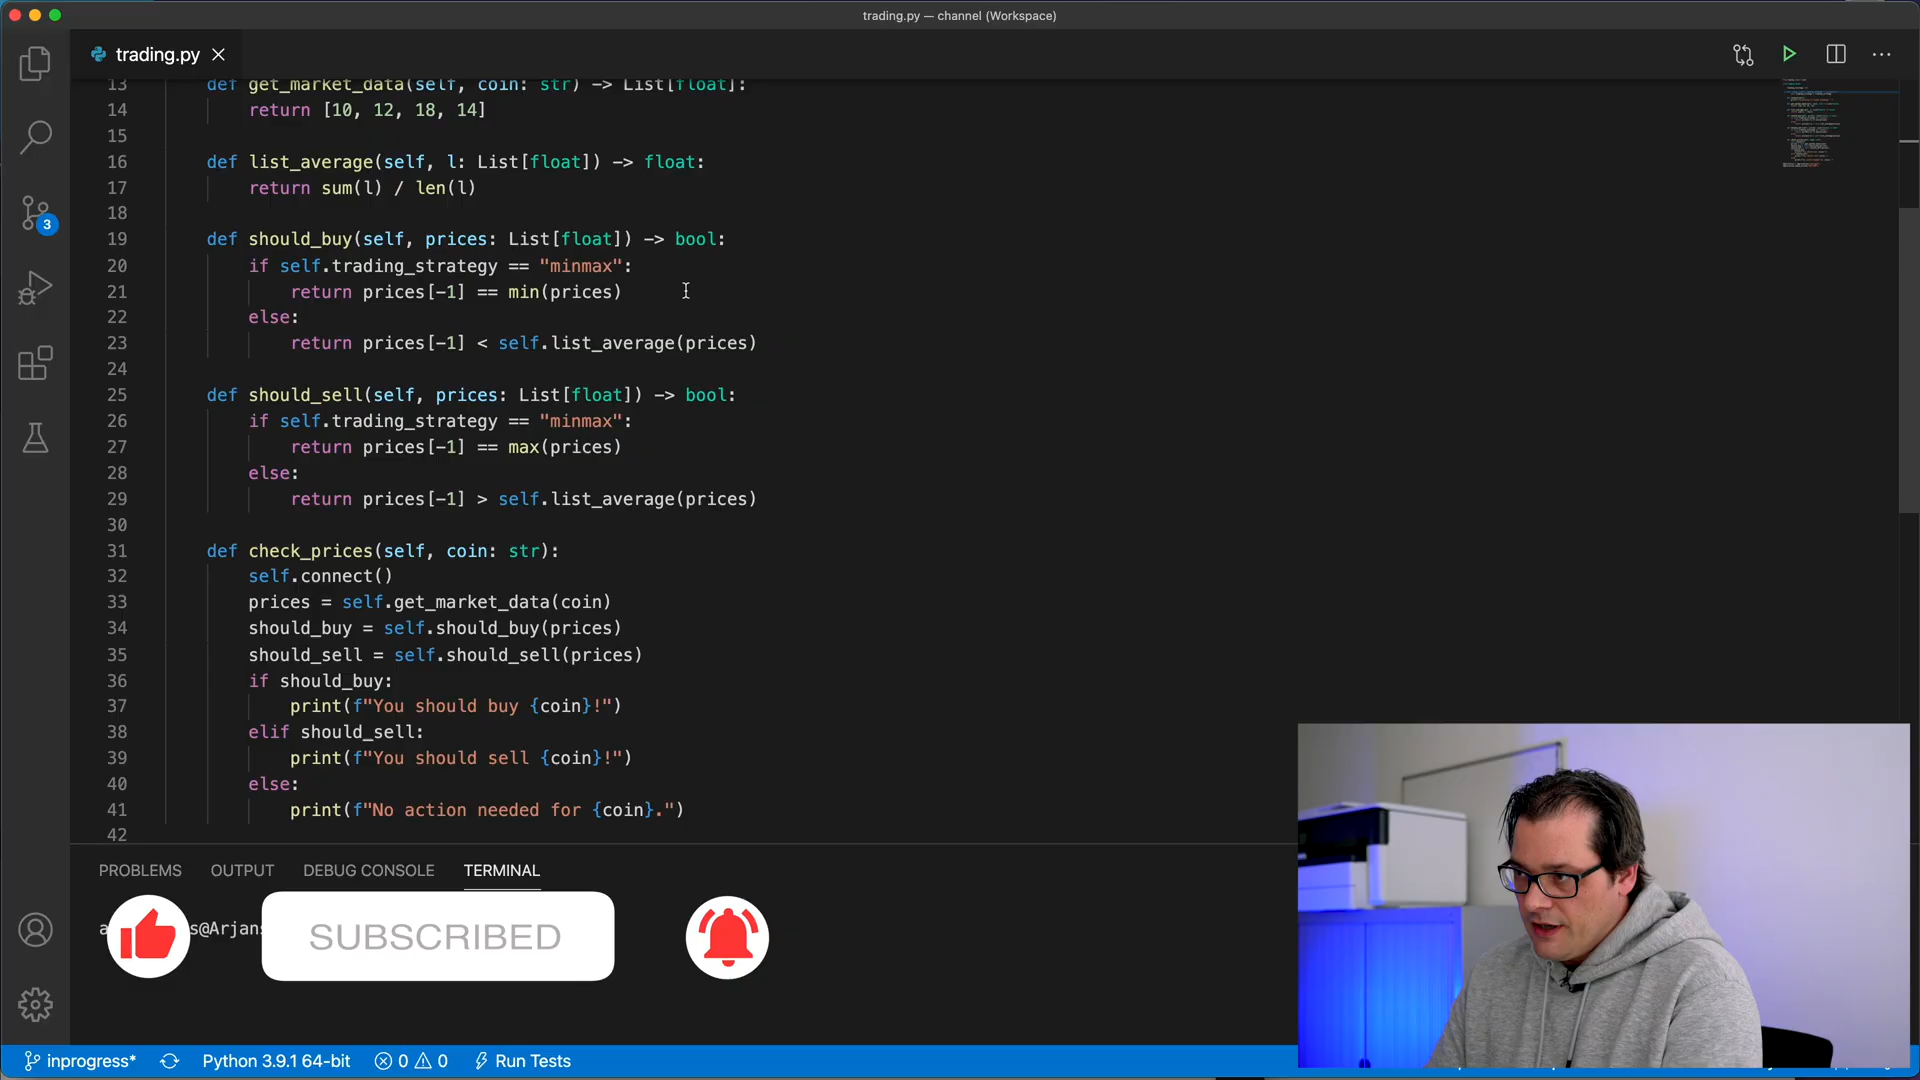 trading.py — channel (Workspace)
trading.py
13 def get_market_data(self, coin: str) -> List[float]:
14 return [10, 12, 18, 14]
15
16 def list_average(self, l: List[float]) -> float:
17 return sum(l) / len(l)
18
19 def should_buy(self, prices: List[float]) -> bool:
20 if self.trading_strategy == "minmax":
21 return prices[-1] == min(prices)
22 else:
23 return prices[-1] < self.list_average(prices)
24
25 def should_sell(self, prices: List[float]) -> bool:
26 if self.trading_strategy == "minmax":
27 return prices[-1] == max(prices)
28 else:
29 return prices[-1] > self.list_average(prices)
30
31 def check_prices(self, coin: str):
32 self.connect()
33 prices = self.get_market_data(coin)
34 should_buy = self.should_buy(prices)
35 should_sell = self.should_sell(prices)
36 if should_buy:
37 print(f"You should buy {coin}!")
38 elif should_sell:
39 print(f"You should sell {coin}!")
40 else:
41 print(f"No action needed for {coin}.")
42
3
PROBLEMS OUTPUT DEBUG CONSOLE TERMINAL
s@Arjans
SUBSCRIBED
inprogress* Python 3.9.1 64-bit 0 0 Run Tests